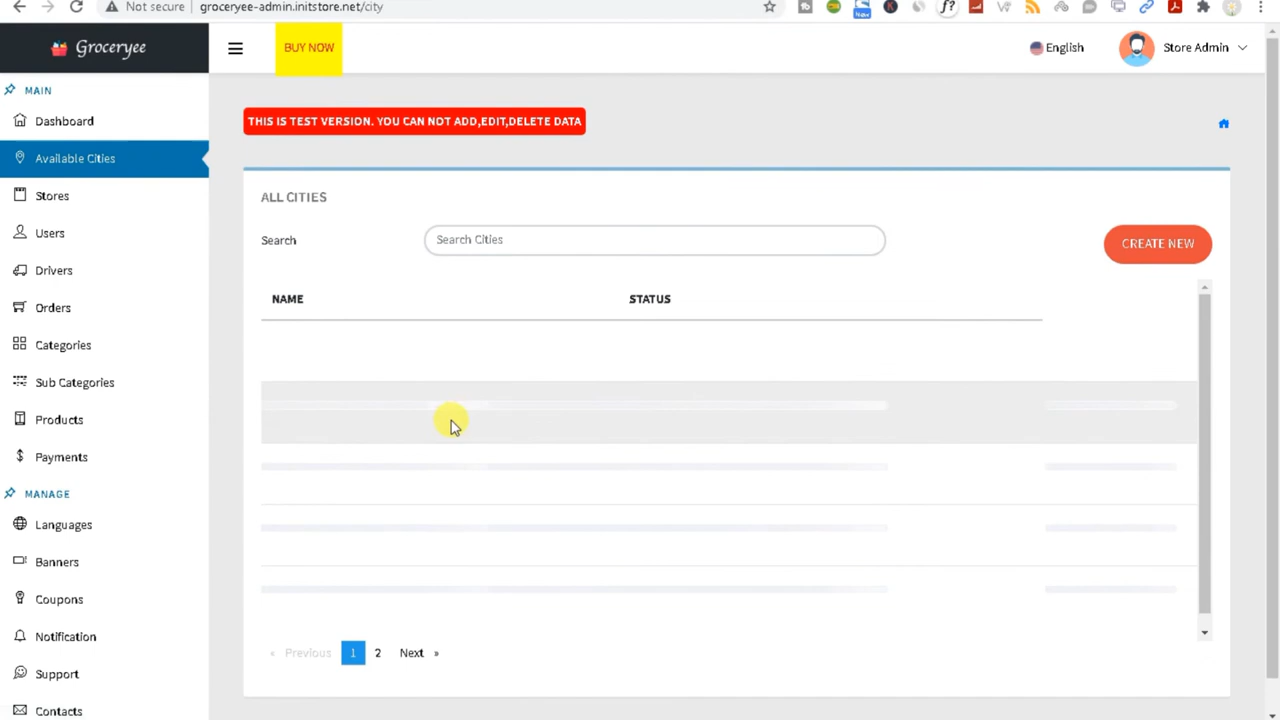 Not secure groceryee-admin.initstore.net/city
New
Groceryee
BUY NOW
English
Store Admin
MAIN
Dashboard
THIS IS TEST VERSION. YOU CAN NOT ADD,EDIT,DELETE DATA
Available Cities
Stores
Users
Drivers
Orders
Categories
Sub Categories
Products
Payments
MANAGE
Languages
Banners
Coupons
Notification
Support
Contacts
ALL CITIES
Search
Search Cities
CREATE NEW
NAME STATUS
« Previous 1 2 Next »